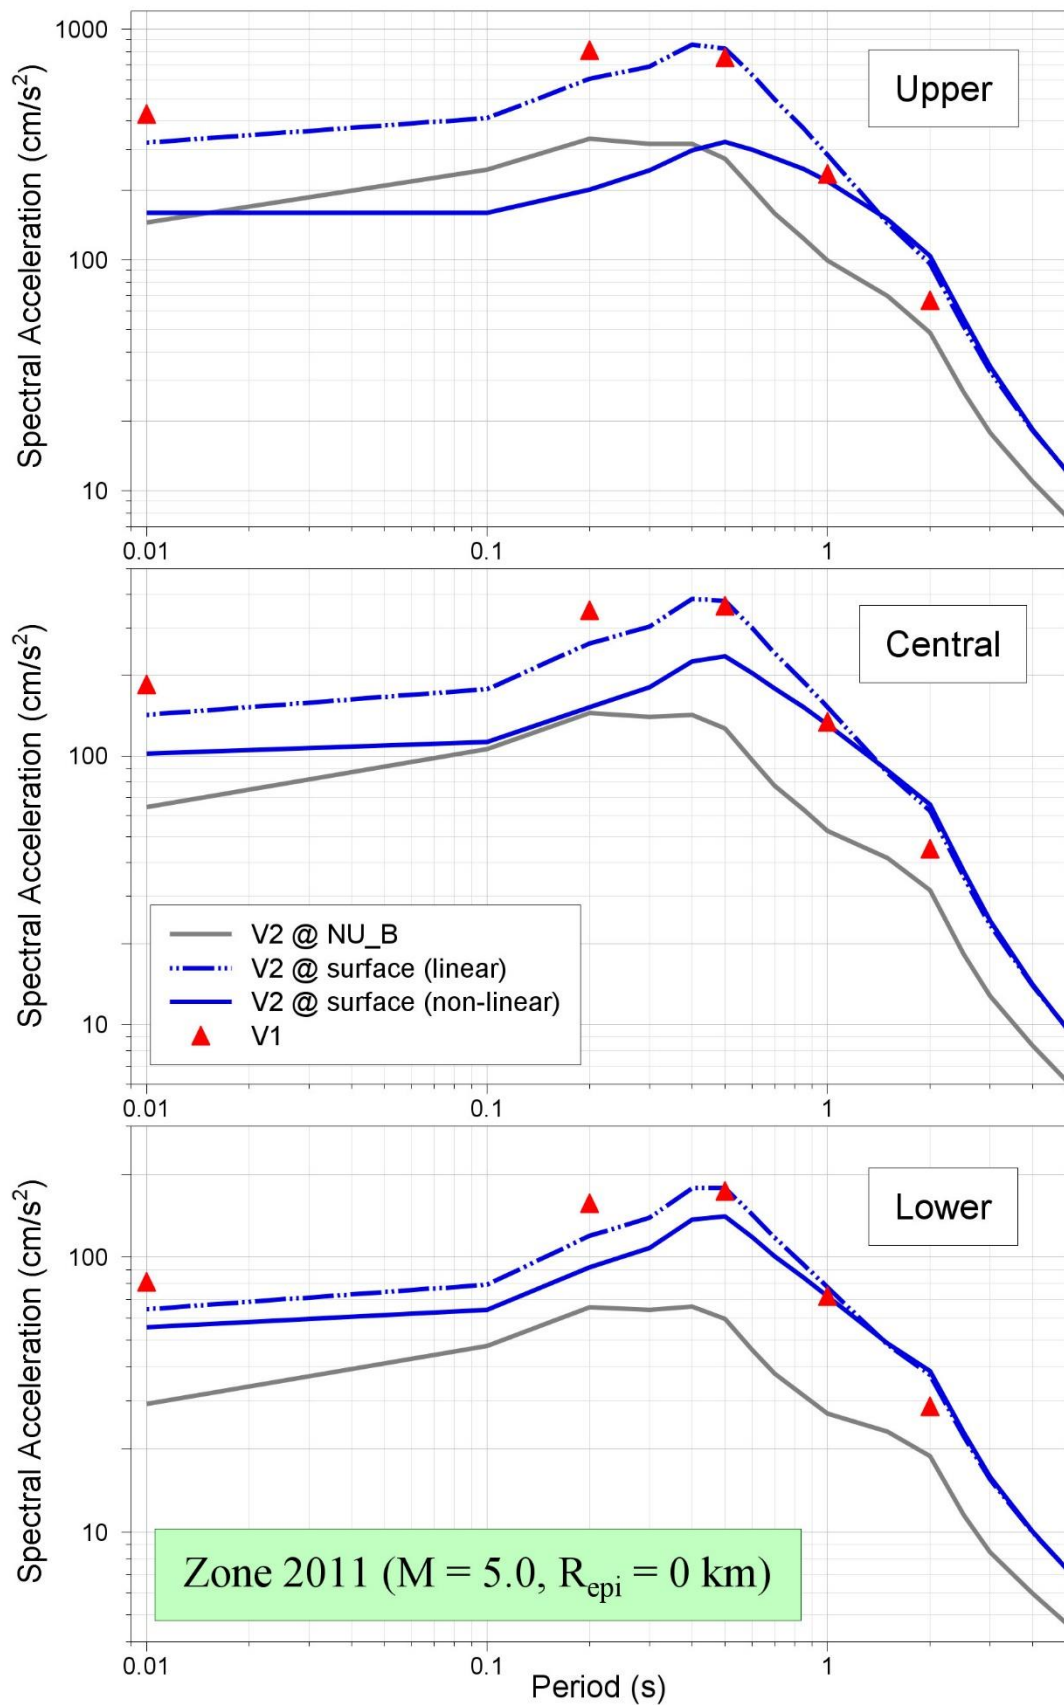 1000
Upper
Spectral Acceleration (cm/s²)
100
10
0.01 0.1 1
Central
Spectral Acceleration (cm/s²)
100
V2 @ NU_B
V2 @ surface (linear)
V2 @ surface (non-linear)
V1
10
0.01 0.1 1
Lower
Spectral Acceleration (cm/s²)
100
10
Zone 2011 (M = 5.0, Repi = 0 km)
0.01 0.1 1
Period (s)